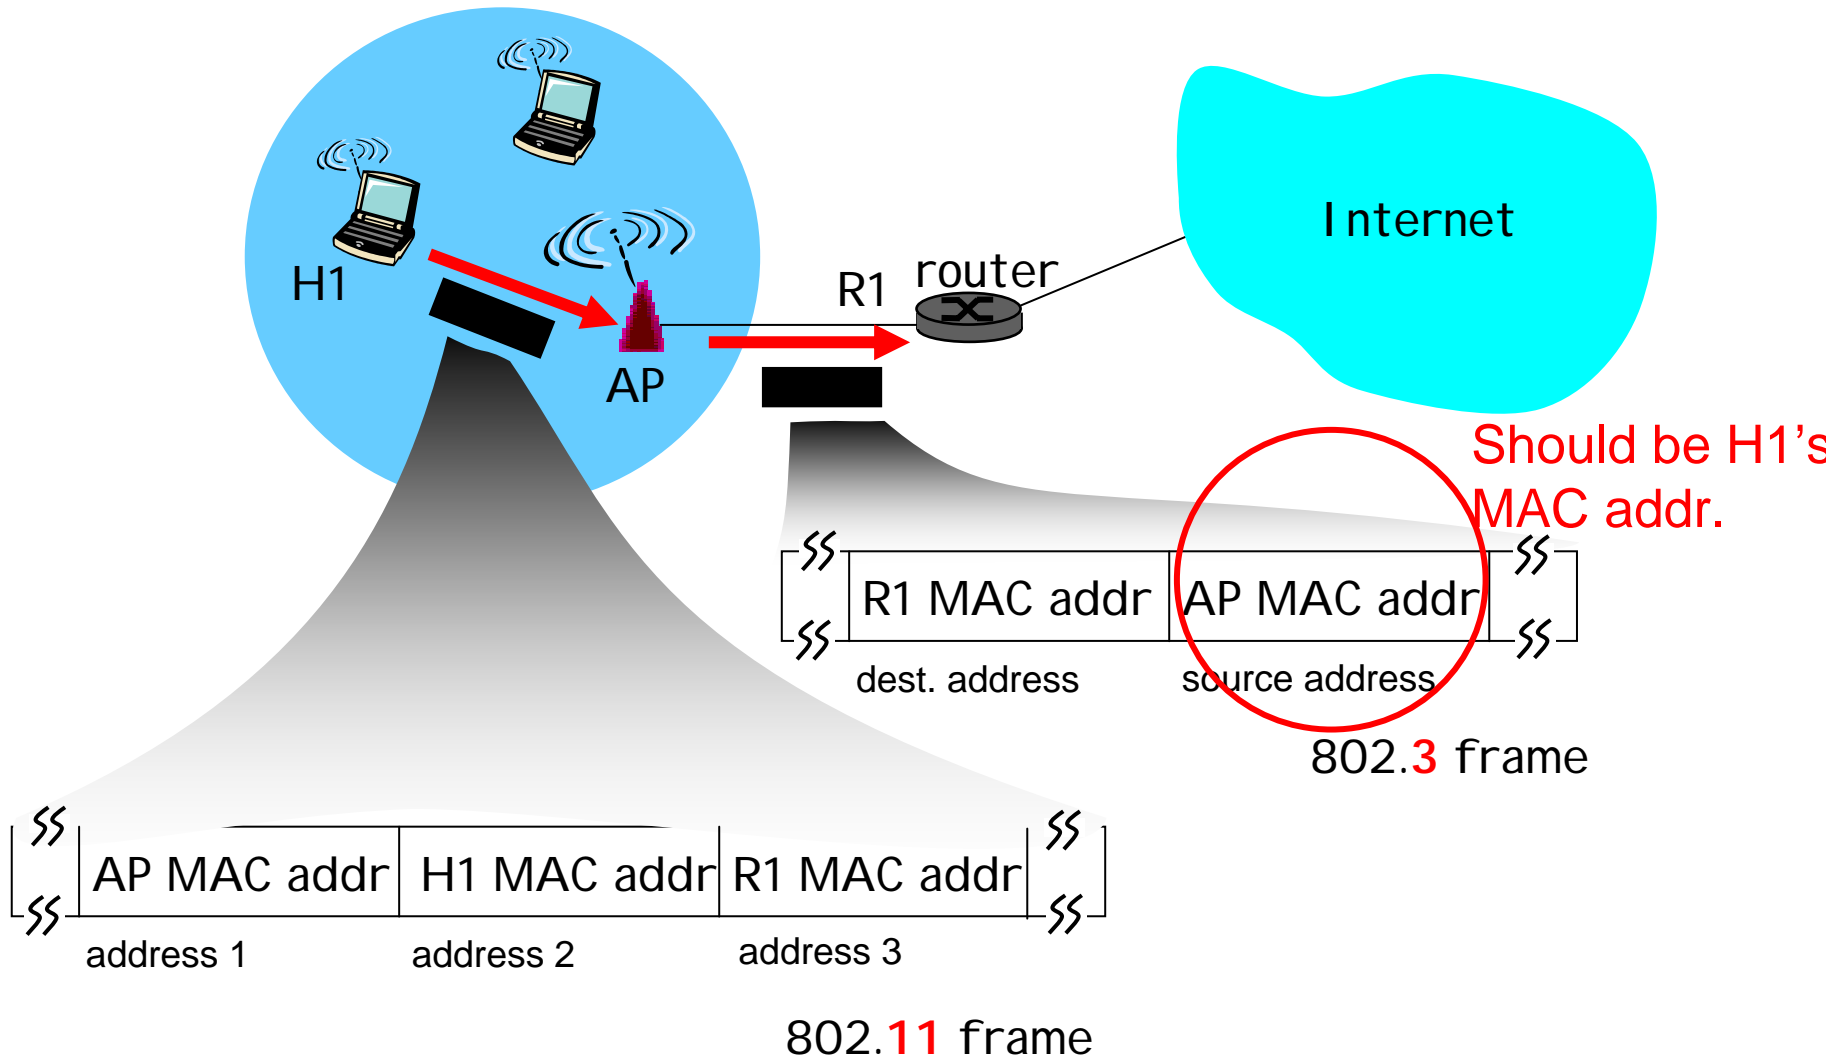 Internet
router
R1
H1
AP
Should be H1's
MAC addr.
R1 MAC addr
AP MAC addr
dest. address
source address
802.3 frame
AP MAC addr
H1 MAC addr
R1 MAC addr
address 1
address 2
address 3
802.11 frame